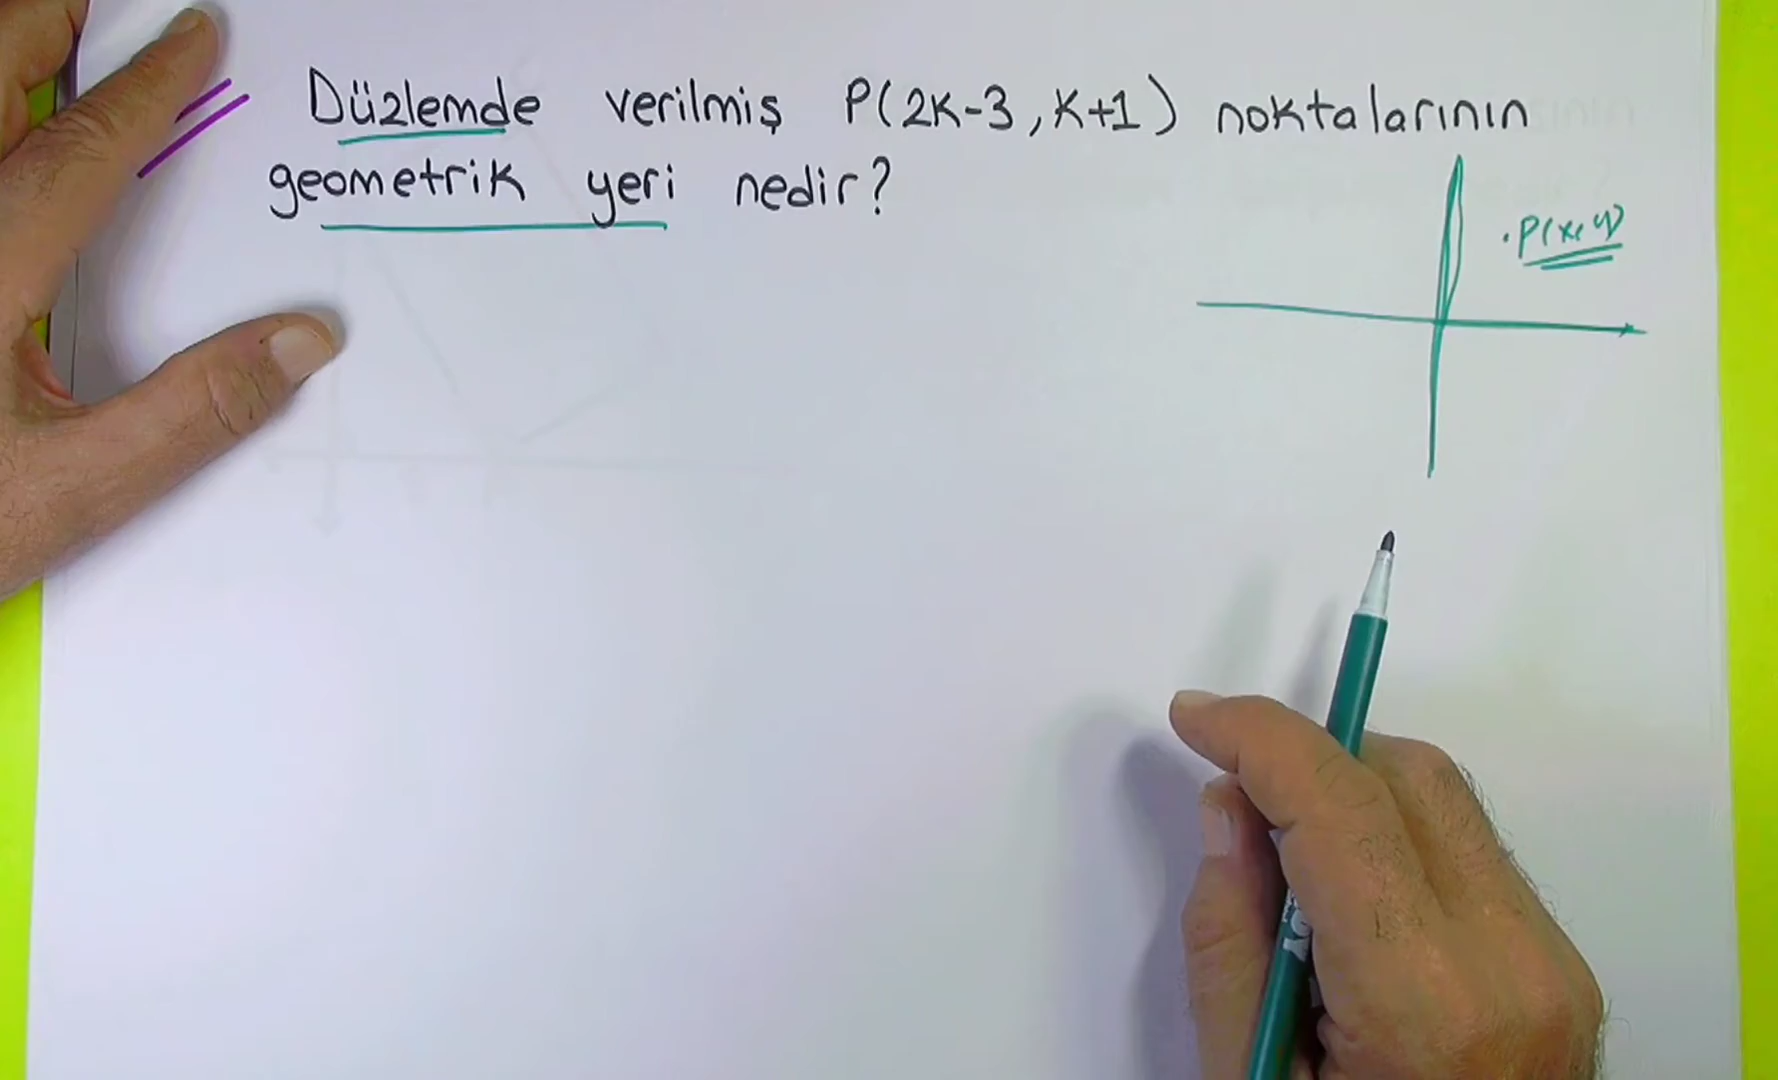 Düzlemde verilmiş P(2K-3, K+1) noktalarının
geometrik yeri nedir?
.P(x,y)